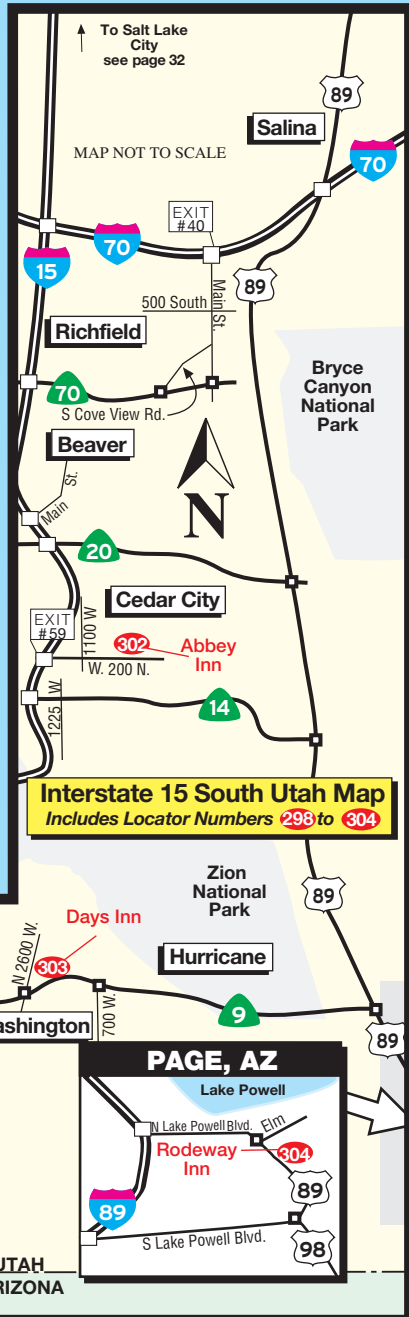 To Salt Lake
City
see page 32
89
Salina
MAP NOT TO SCALE
70
EXIT
#40
70
15
89
Main St.
500 South
Richfield
Bryce
Canyon
National
Park
70
S Cove View Rd.
Beaver
Main St.
N
20
Cedar City
EXIT
#59
1100 W
302
Abbey
Inn
W. 200 N.
1225 W.
14
Interstate 15 South Utah Map
Includes Locator Numbers 298 to 304
Zion
National
Park
89
Days Inn
N 2600 W.
303
Hurricane
700 W.
9
ashington
89
PAGE, AZ
Lake Powell
N Lake Powell Blvd.
Elm
Rodeway
Inn
304
89
89
S Lake Powell Blvd.
98
UTAH
RIZONA